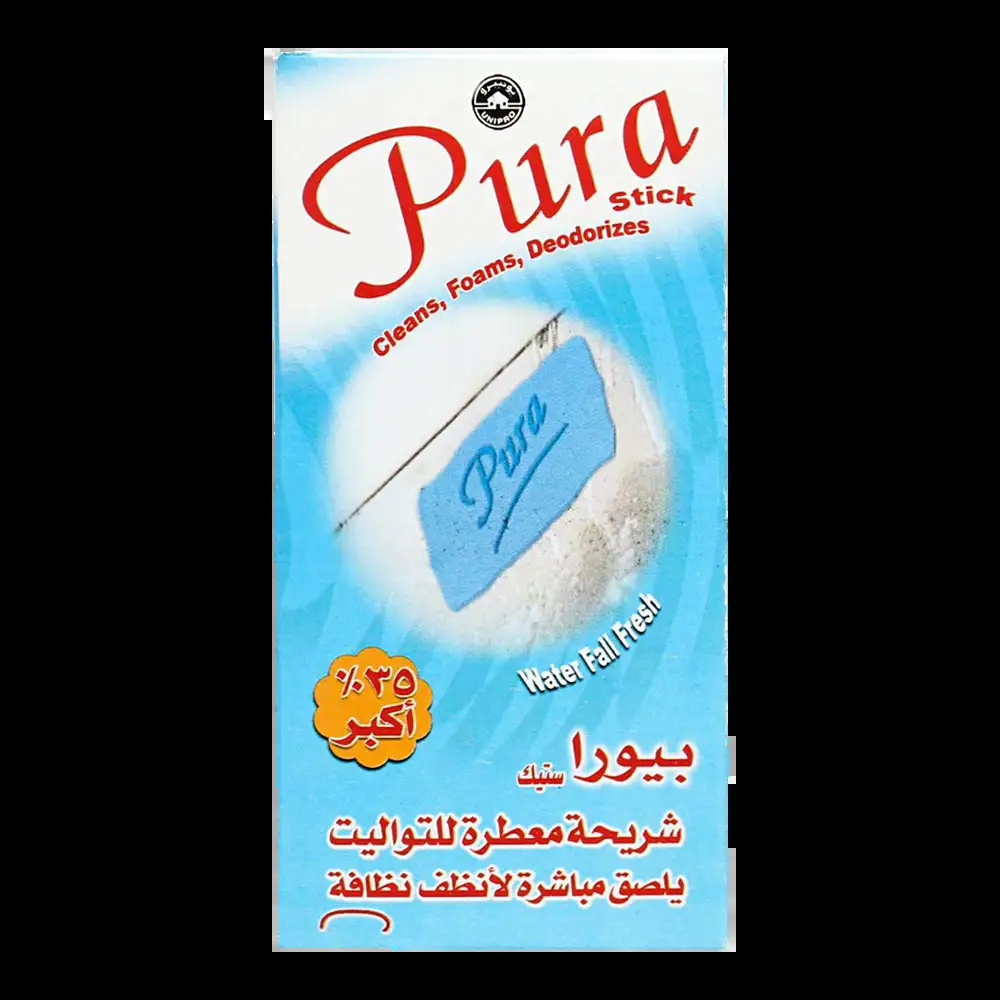 يونيبرو
UNIPRO
Pura
Stick
Cleans, Foams, Deodorizes
Pura
Water Fall Fresh
٣٥٪
أكبر
بيورا ستيك
شريحة معطرة للتواليت
يلصق مباشرة لأنظف نظافة